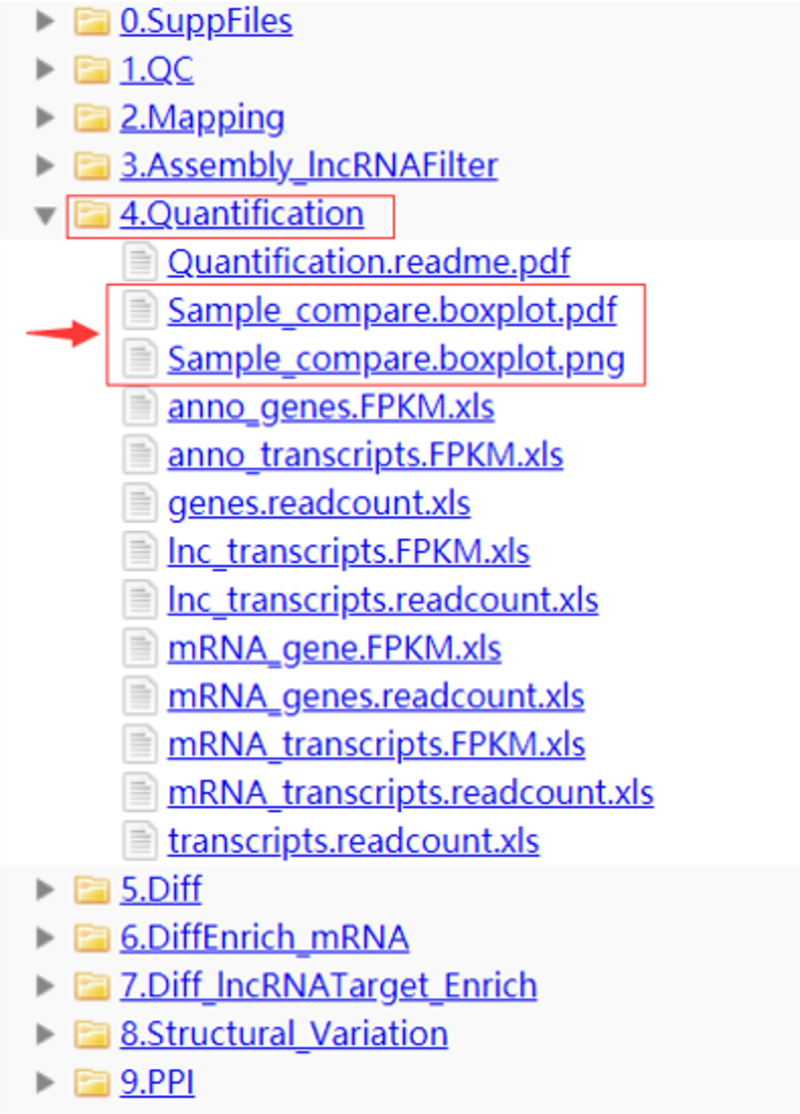 0.SuppFiles
1.QC
2.Mapping
3.Assembly_lncRNAFilter
4.Quantification
Quantification.readme.pdf
Sample_compare.boxplot.pdf
Sample_compare.boxplot.png
anno_genes.FPKM.xls
anno_transcripts.FPKM.xls
genes.readcount.xls
lnc_transcripts.FPKM.xls
lnc_transcripts.readcount.xls
mRNA_gene.FPKM.xls
mRNA_genes.readcount.xls
mRNA_transcripts.FPKM.xls
mRNA_transcripts.readcount.xls
transcripts.readcount.xls
5.Diff
6.DiffEnrich_mRNA
7.Diff_lncRNATarget_Enrich
8.Structural_Variation
9.PPI